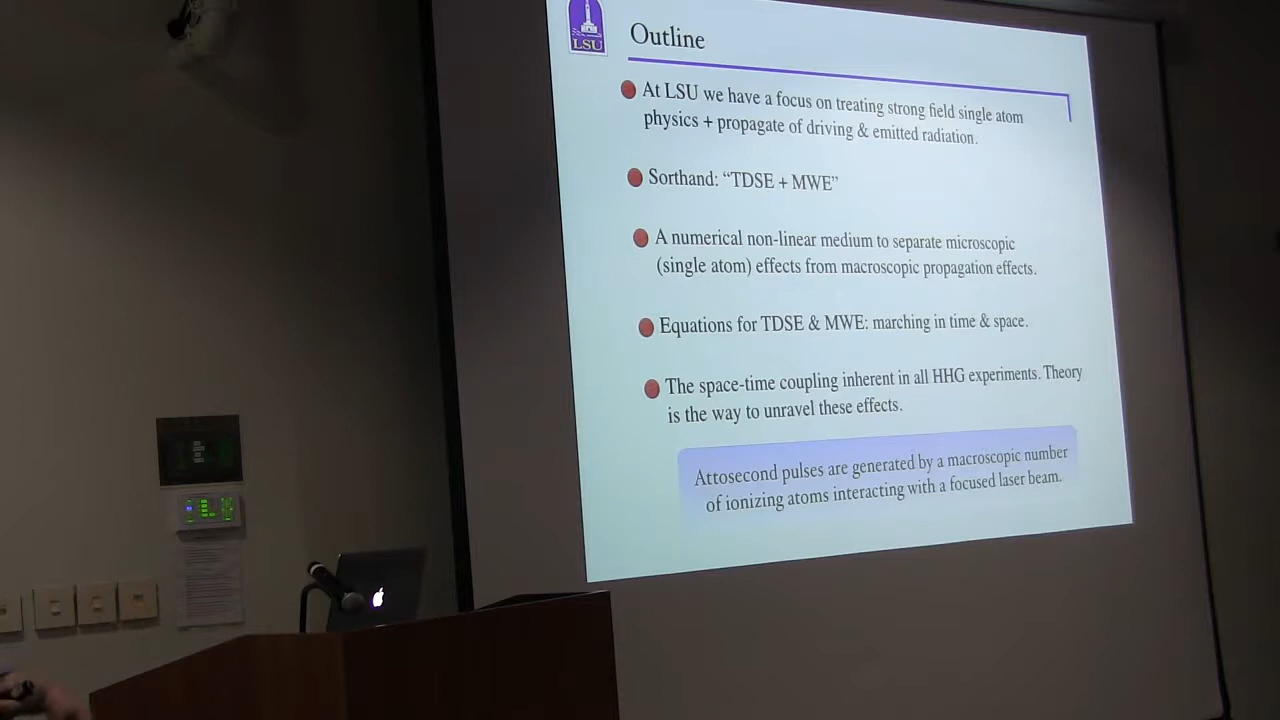 LSU
Outline
At LSU we have a focus on treating strong field single atom
physics + propagate of driving & emitted radiation.
Sorthand: “TDSE + MWE”
A numerical non-linear medium to separate microscopic
(single atom) effects from macroscopic propagation effects.
Equations for TDSE & MWE: marching in time & space.
The space-time coupling inherent in all HHG experiments. Theory
is the way to unravel these effects.
Attosecond pulses are generated by a macroscopic number
of ionizing atoms interacting with a focused laser beam.